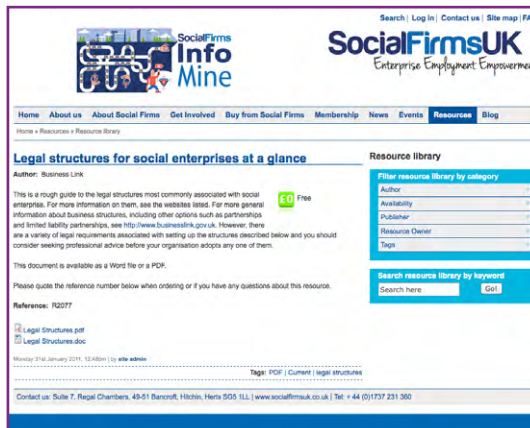 Search | Log in | Contact us | Site map | FA
SocialFirms
Info
Mine
SocialFirmsUK
Enterprise Employment Empowerme
Home About us About Social Firms Get Involved Buy from Social Firms Membership News Events Resources Blog
Home » Resources » Resource library
Legal structures for social enterprises at a glance
Author: Business Link
This is a rough guide to the legal structures most commonly associated with social
enterprise. For more information on them, see the websites listed. For more general
information about business structures, including other options such as partnerships
and limited liability partnerships, see http://www.businesslink.gov.uk. However, there
are a variety of legal requirements associated with setting up the structures described below and you should
consider seeking professional advice before your organisation adopts any one of them.
£0 Free
This document is available as a Word file or a PDF.
Please quote the reference number below when ordering or if you have any questions about this resource.
Reference: R2077
Legal Structures.pdf
Legal Structures.doc
Monday 31st January 2011, 12:48pm | by site admin
Tags: PDF | Current | legal structures
Resource library
Filter resource library by category
Author
Availability
Publisher
Resource Owner
Tags
Search resource library by keyword
Search here Go!
Contact us: Suite 7, Regal Chambers, 49-51 Bancroft, Hitchin, Herts SG5 1LL | www.socialfirmsuk.co.uk | Tel: + 44 (0)1737 231 360